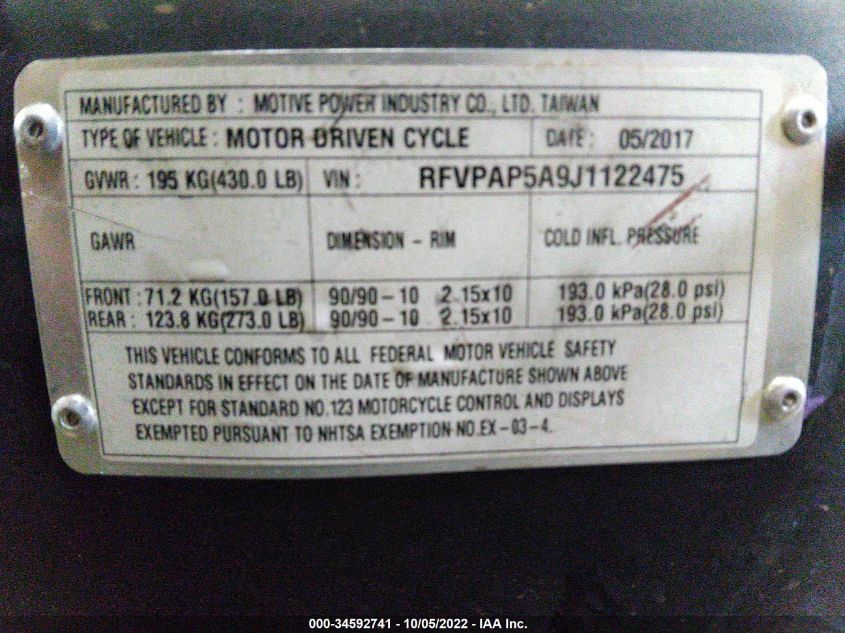 MANUFACTURED BY : MOTIVE POWER INDUSTRY CO., LTD. TAIWAN
TYPE OF VEHICLE : MOTOR DRIVEN CYCLE DATE : 05/2017
GVWR : 195 KG(430.0 LB) VIN : RFVPAP5A9J1122475
GAWR DIMENSION - RIM COLD INFL. PRESSURE
FRONT : 71.2 KG(157.0 LB) 90/90-10 2.15x10 193.0 kPa(28.0 psi)
REAR : 123.8 KG(273.0 LB) 90/90-10 2.15x10 193.0 kPa(28.0 psi)
THIS VEHICLE CONFORMS TO ALL FEDERAL MOTOR VEHICLE SAFETY
STANDARDS IN EFFECT ON THE DATE OF MANUFACTURE SHOWN ABOVE
EXCEPT FOR STANDARD NO.123 MOTORCYCLE CONTROL AND DISPLAYS
EXEMPTED PURSUANT TO NHTSA EXEMPTION NO.EX-03-4.
000-34592741 - 10/05/2022 - IAA Inc.